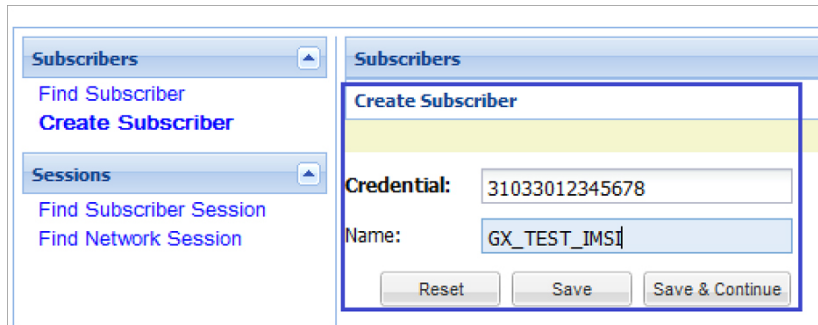 Subscribers
Find Subscriber
Create Subscriber
Sessions
Find Subscriber Session
Find Network Session
Subscribers
Create Subscriber
Credential: 31033012345678
Name: GX_TEST_IMSI
Reset Save Save & Continue